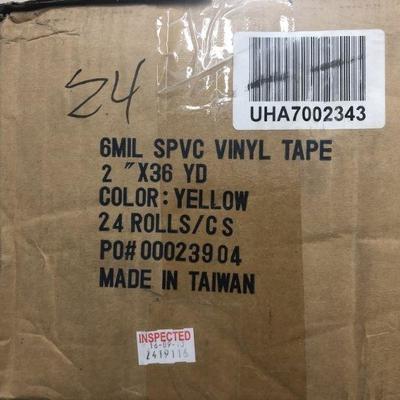 24
UHA7002343
6MIL SPVC VINYL TAPE
2 "X36 YD
COLOR: YELLOW
24 ROLLS/CS
PO# 00023904
MADE IN TAIWAN
INSPECTED
2419116